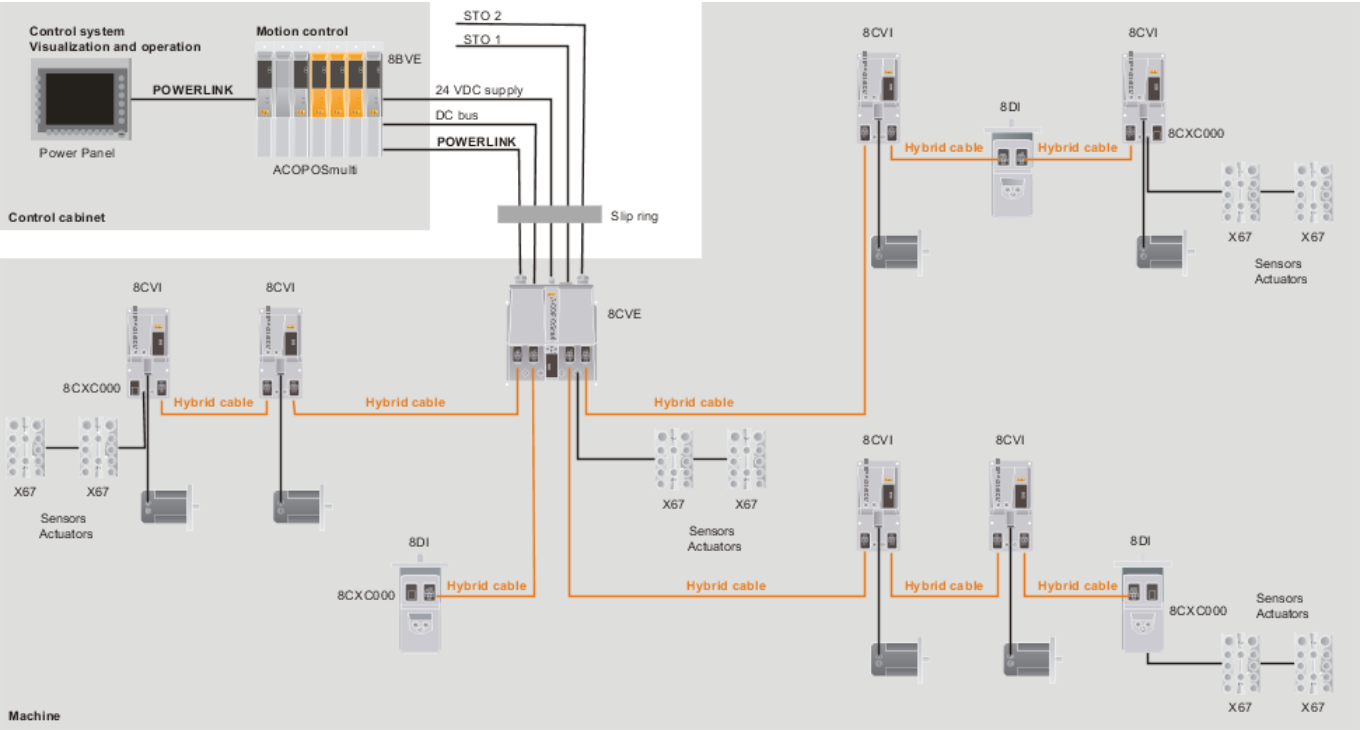 Control system
Visualization and operation
Motion control
8BVE
POWERLINK
Power Panel
ACOPOSmulti
Control cabinet
STO 2
STO 1
24 VDC supply
DC bus
POWERLINK
Slip ring
8CVE
8CVI
8CVI
8DI
8CXC000
Hybrid cable
Hybrid cable
X67
X67
Sensors
Actuators
8CVI
8CVI
8CXC000
Hybrid cable
Hybrid cable
Hybrid cable
X67
X67
Sensors
Actuators
X67
X67
Sensors
Actuators
8DI
8CXC000
Hybrid cable
8CVI
8CVI
8DI
Hybrid cable
Hybrid cable
Hybrid cable
8CXC000
Sensors
Actuators
X67
X67
Machine